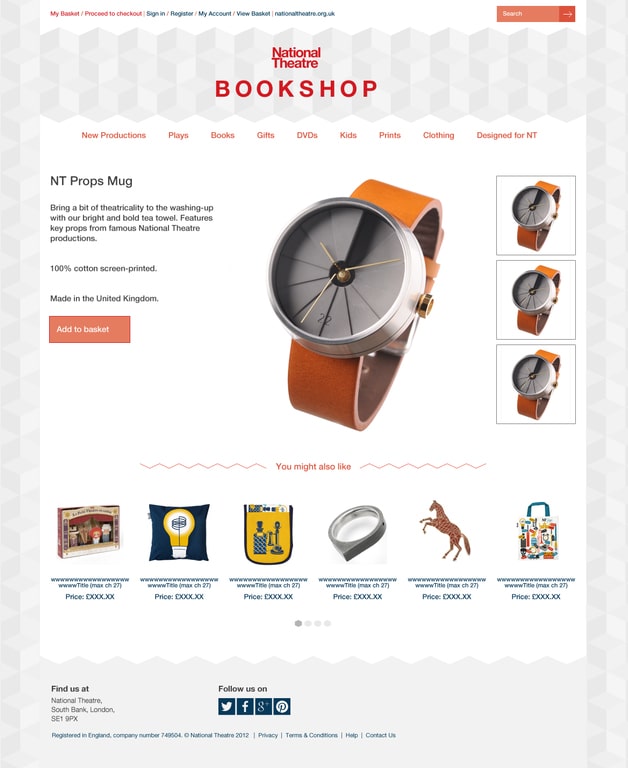 My Basket / Proceed to checkout | Sign in / Register / My Account / View Basket | nationaltheatre.org.uk
Search
National
Theatre
BOOKSHOP
New Productions Plays Books Gifts DVDs Kids Prints Clothing Designed for NT
NT Props Mug
Bring a bit of theatricality to the washing-up
with our bright and bold tea towel. Features
key props from famous National Theatre
productions.
100% cotton screen-printed.
Made in the United Kingdom.
Add to basket
22
You might also like
wwwwwwwwwwwwwwwwww wwwwwwwwwwwwwwwwww wwwwwwwwwwwwwwwwww wwwwwwwwwwwwwwwwww wwwwwwwwwwwwwwwwww wwwwwwwwwwwwwwwwww
wwwwTitle (max ch 27) wwwwTitle (max ch 27) wwwwTitle (max ch 27) wwwwTitle (max ch 27) wwwwTitle (max ch 27) wwwwTitle (max ch 27)
Price: £XXX.XX Price: £XXX.XX Price: £XXX.XX Price: £XXX.XX Price: £XXX.XX Price: £XXX.XX
Find us at
National Theatre,
South Bank, London,
SE1 9PX
Follow us on
Registered in England, company number 749504. © National Theatre 2012 | Privacy | Terms & Conditions | Help | Contact Us